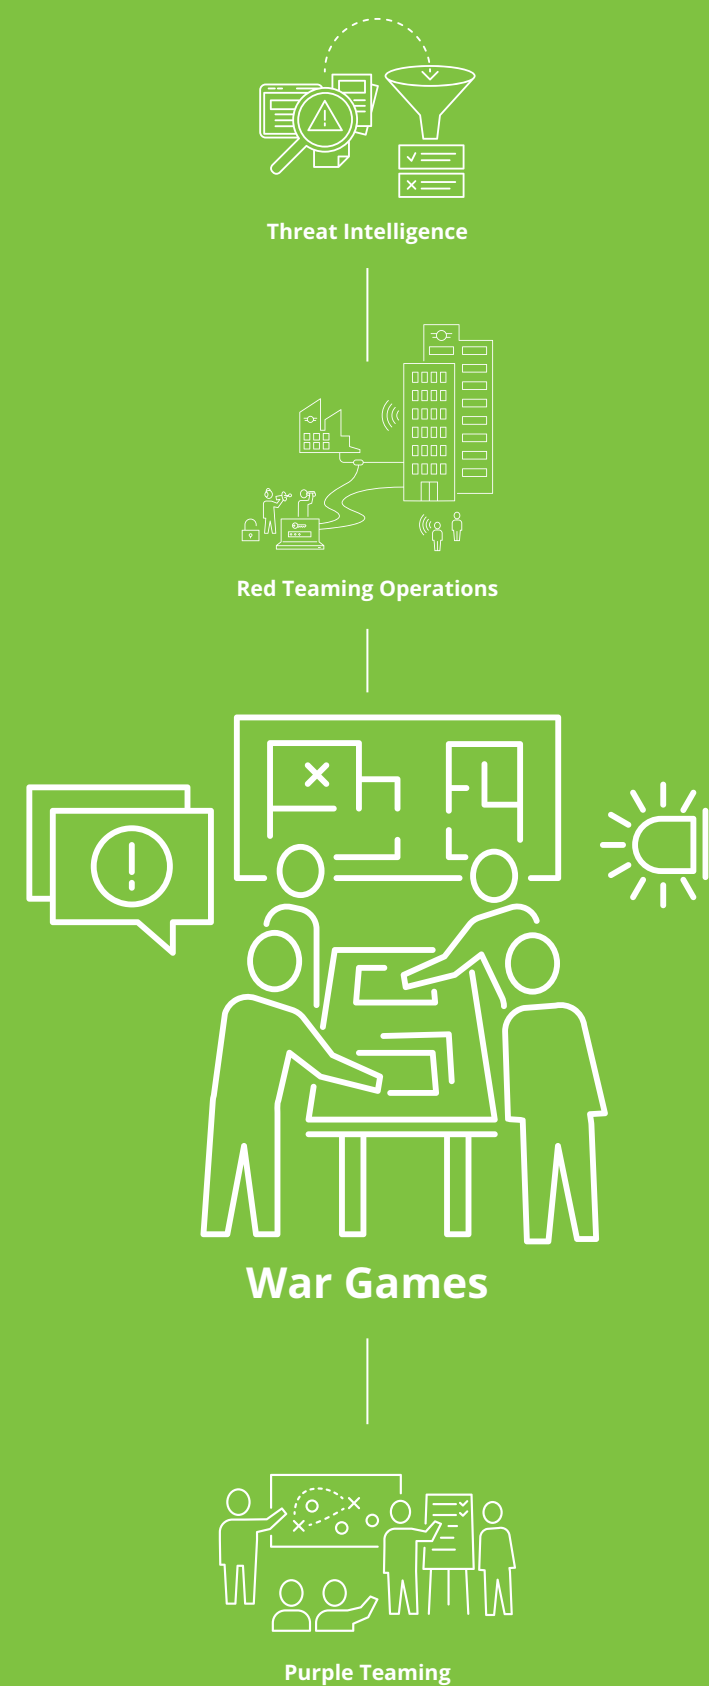 Threat Intelligence
Red Teaming Operations
War Games
Purple Teaming